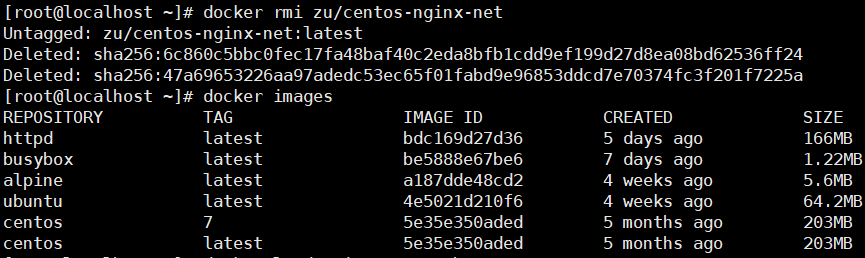 [root@localhost ~]# docker rmi zu/centos-nginx-net
Untagged: zu/centos-nginx-net:latest
Deleted: sha256:6c860c5bbc0fec17fa48baf40c2eda8bfb1cdd9ef199d27d8ea08bd62536ff24
Deleted: sha256:47a69653226aa97adedc53ec65f01fabd9e96853ddcd7e70374fc3f201f7225a
[root@localhost ~]# docker images
REPOSITORY TAG IMAGE ID CREATED SIZE
httpd latest bdc169d27d36 5 days ago 166MB
busybox latest be5888e67be6 7 days ago 1.22MB
alpine latest a187dde48cd2 4 weeks ago 5.6MB
ubuntu latest 4e5021d210f6 4 weeks ago 64.2MB
centos 7 5e35e350aded 5 months ago 203MB
centos latest 5e35e350aded 5 months ago 203MB